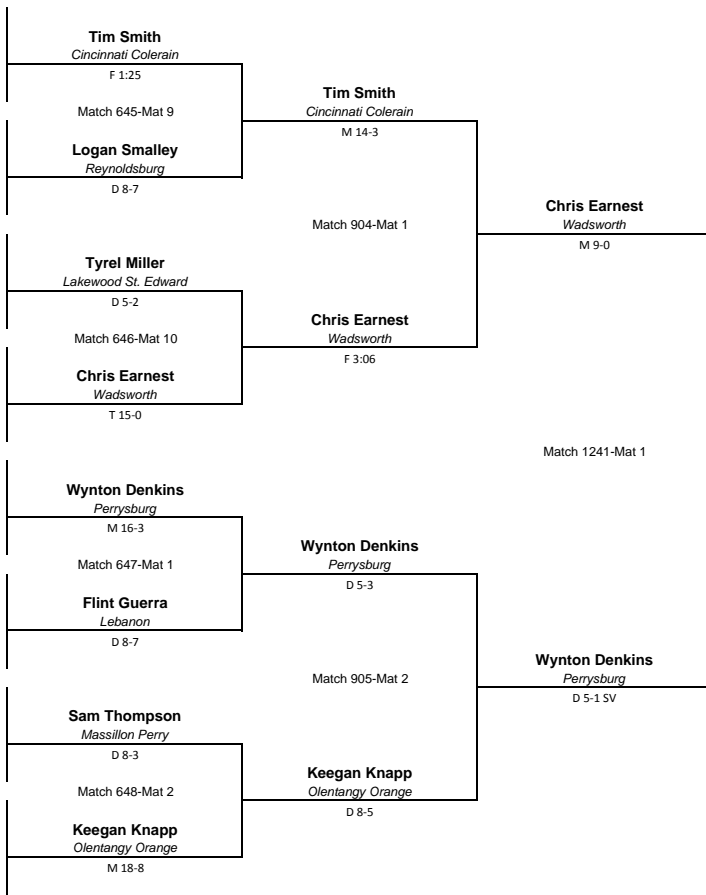 Tim Smith
Cincinnati Colerain
F 1:25
Match 645-Mat 9
Logan Smalley
Reynoldsburg
D 8-7
Tyrel Miller
Lakewood St. Edward
D 5-2
Match 646-Mat 10
Chris Earnest
Wadsworth
T 15-0
Wynton Denkins
Perrysburg
M 16-3
Match 647-Mat 1
Flint Guerra
Lebanon
D 8-7
Sam Thompson
Massillon Perry
D 8-3
Match 648-Mat 2
Keegan Knapp
Olentangy Orange
M 18-8
Tim Smith
Cincinnati Colerain
M 14-3
Match 904-Mat 1
Chris Earnest
Wadsworth
F 3:06
Wynton Denkins
Perrysburg
D 5-3
Match 905-Mat 2
Keegan Knapp
Olentangy Orange
D 8-5
Chris Earnest
Wadsworth
M 9-0
Match 1241-Mat 1
Wynton Denkins
Perrysburg
D 5-1 SV